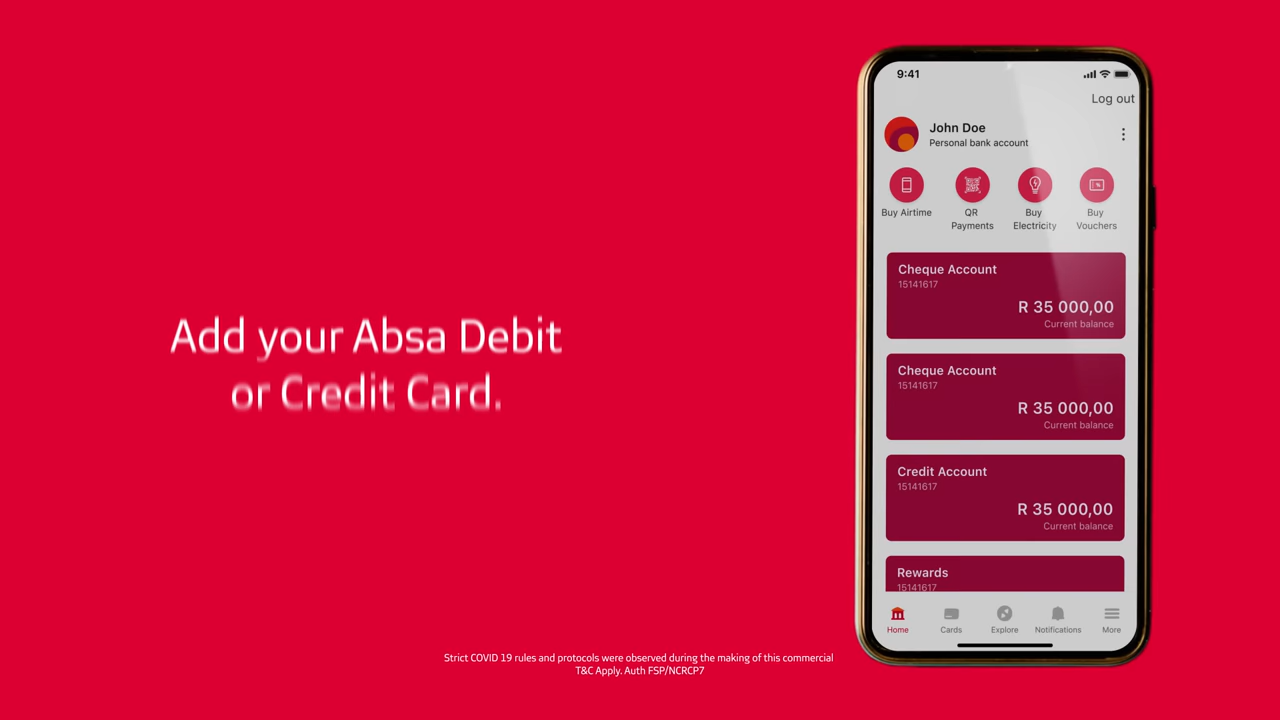 Add your Absa Debit
or Credit Card.
9:41
Log out
John Doe
Personal bank account
Buy Airtime
QR
Payments
Buy
Electricity
Buy
Vouchers
Cheque Account
15141617
R 35 000,00
Current balance
Cheque Account
15141617
R 35 000,00
Current balance
Credit Account
15141617
R 35 000,00
Current balance
Rewards
15141617
Home
Cards
Explore
Notifications
More
Strict COVID 19 rules and protocols were observed during the making of this commercial
T&C Apply. Auth FSP/NCRCP7